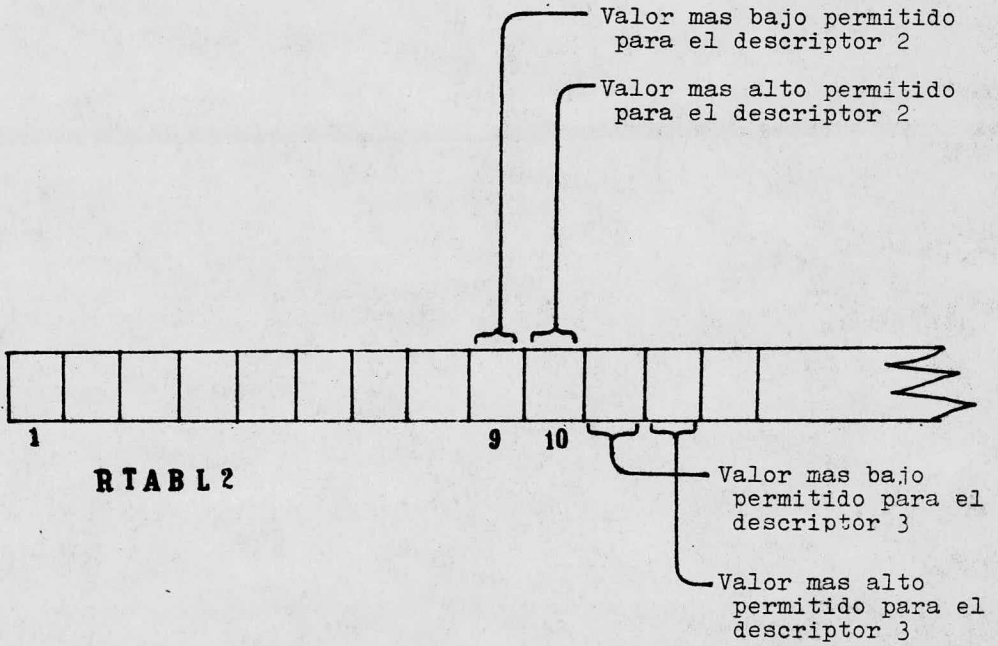 Valor mas bajo permitido
para el descriptor 2
Valor mas alto permitido
para el descriptor 2
1
9
10
RTABL2
Valor mas bajo
permitido para el
descriptor 3
Valor mas alto
permitido para el
descriptor 3